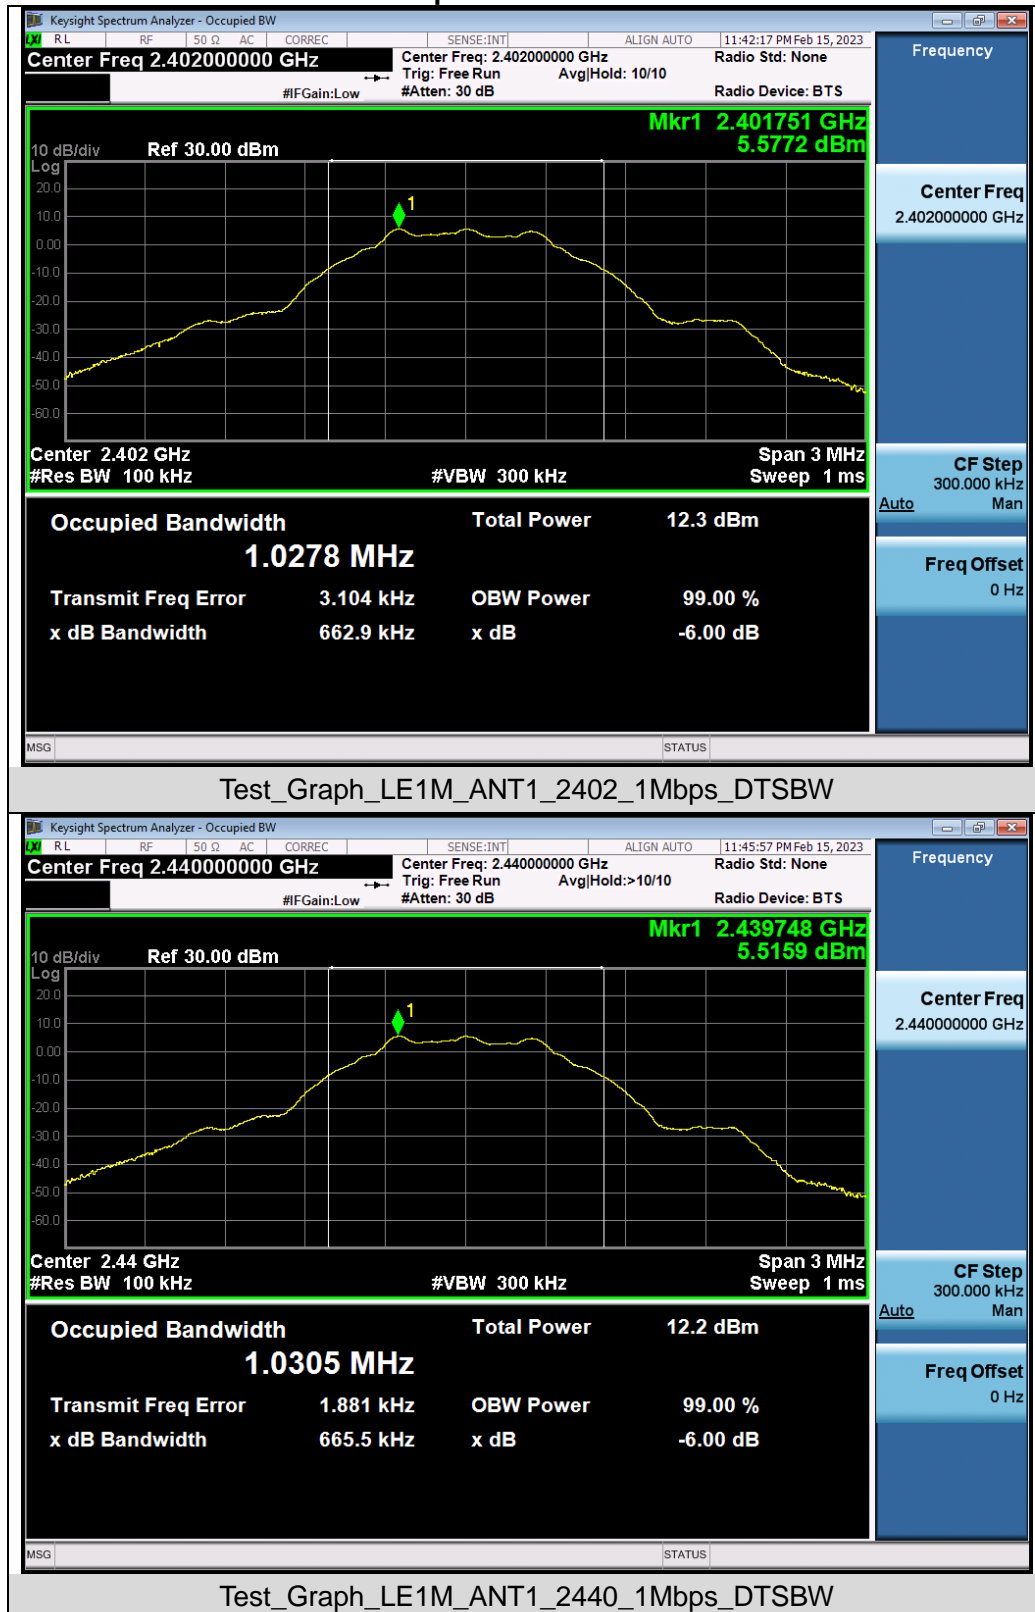 Keysight Spectrum Analyzer - Occupied BW
LXI RL RF 50 Ω AC CORREC SENSE:INT ALIGN AUTO 11:42:17 PM Feb 15, 2023
Center Freq 2.402000000 GHz Center Freq: 2.402000000 GHz Radio Std: None
Trig: Free Run Avg|Hold: 10/10
#IFGain:Low #Atten: 30 dB Radio Device: BTS
Frequency
Mkr1 2.401751 GHz
5.5772 dBm
10 dB/div Ref 30.00 dBm
Log
20.0
10.0
0.00
-10.0
-20.0
-30.0
-40.0
-50.0
-60.0
1
Center 2.402 GHz Span 3 MHz
#Res BW 100 kHz #VBW 300 kHz Sweep 1 ms
Center Freq
2.402000000 GHz
CF Step
300.000 kHz
Auto Man
Freq Offset
0 Hz
Occupied Bandwidth Total Power 12.3 dBm
1.0278 MHz
Transmit Freq Error 3.104 kHz OBW Power 99.00 %
x dB Bandwidth 662.9 kHz x dB -6.00 dB
MSG STATUS
Test_Graph_LE1M_ANT1_2402_1Mbps_DTSBW
Keysight Spectrum Analyzer - Occupied BW
LXI RL RF 50 Ω AC CORREC SENSE:INT ALIGN AUTO 11:45:57 PM Feb 15, 2023
Center Freq 2.440000000 GHz Center Freq: 2.440000000 GHz Radio Std: None
Trig: Free Run Avg|Hold:>10/10
#IFGain:Low #Atten: 30 dB Radio Device: BTS
Frequency
Mkr1 2.439748 GHz
5.5159 dBm
10 dB/div Ref 30.00 dBm
Log
20.0
10.0
0.00
-10.0
-20.0
-30.0
-40.0
-50.0
-60.0
1
Center 2.44 GHz Span 3 MHz
#Res BW 100 kHz #VBW 300 kHz Sweep 1 ms
Center Freq
2.440000000 GHz
CF Step
300.000 kHz
Auto Man
Freq Offset
0 Hz
Occupied Bandwidth Total Power 12.2 dBm
1.0305 MHz
Transmit Freq Error 1.881 kHz OBW Power 99.00 %
x dB Bandwidth 665.5 kHz x dB -6.00 dB
MSG STATUS
Test_Graph_LE1M_ANT1_2440_1Mbps_DTSBW